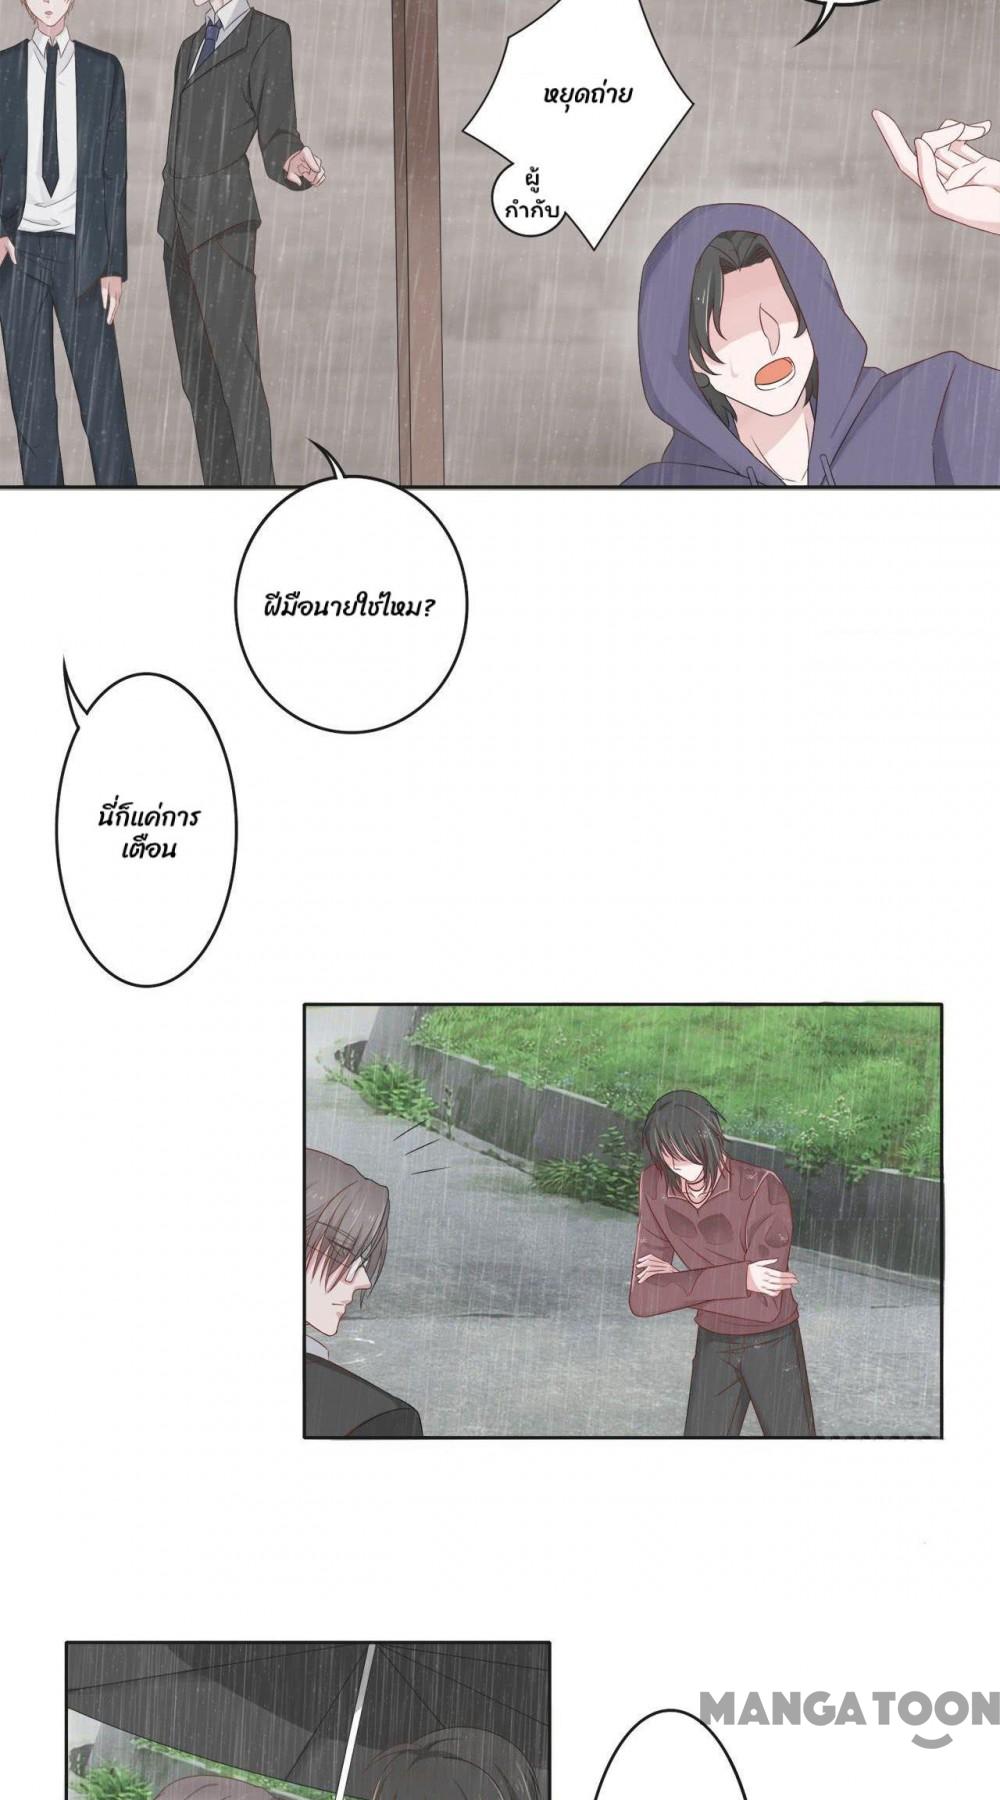 หยุดถ่าย
ผู้
กำกับ
ฝีมือนายใช่ไหม?
นี่ก็แค่การ
เตือน
MANGATOON